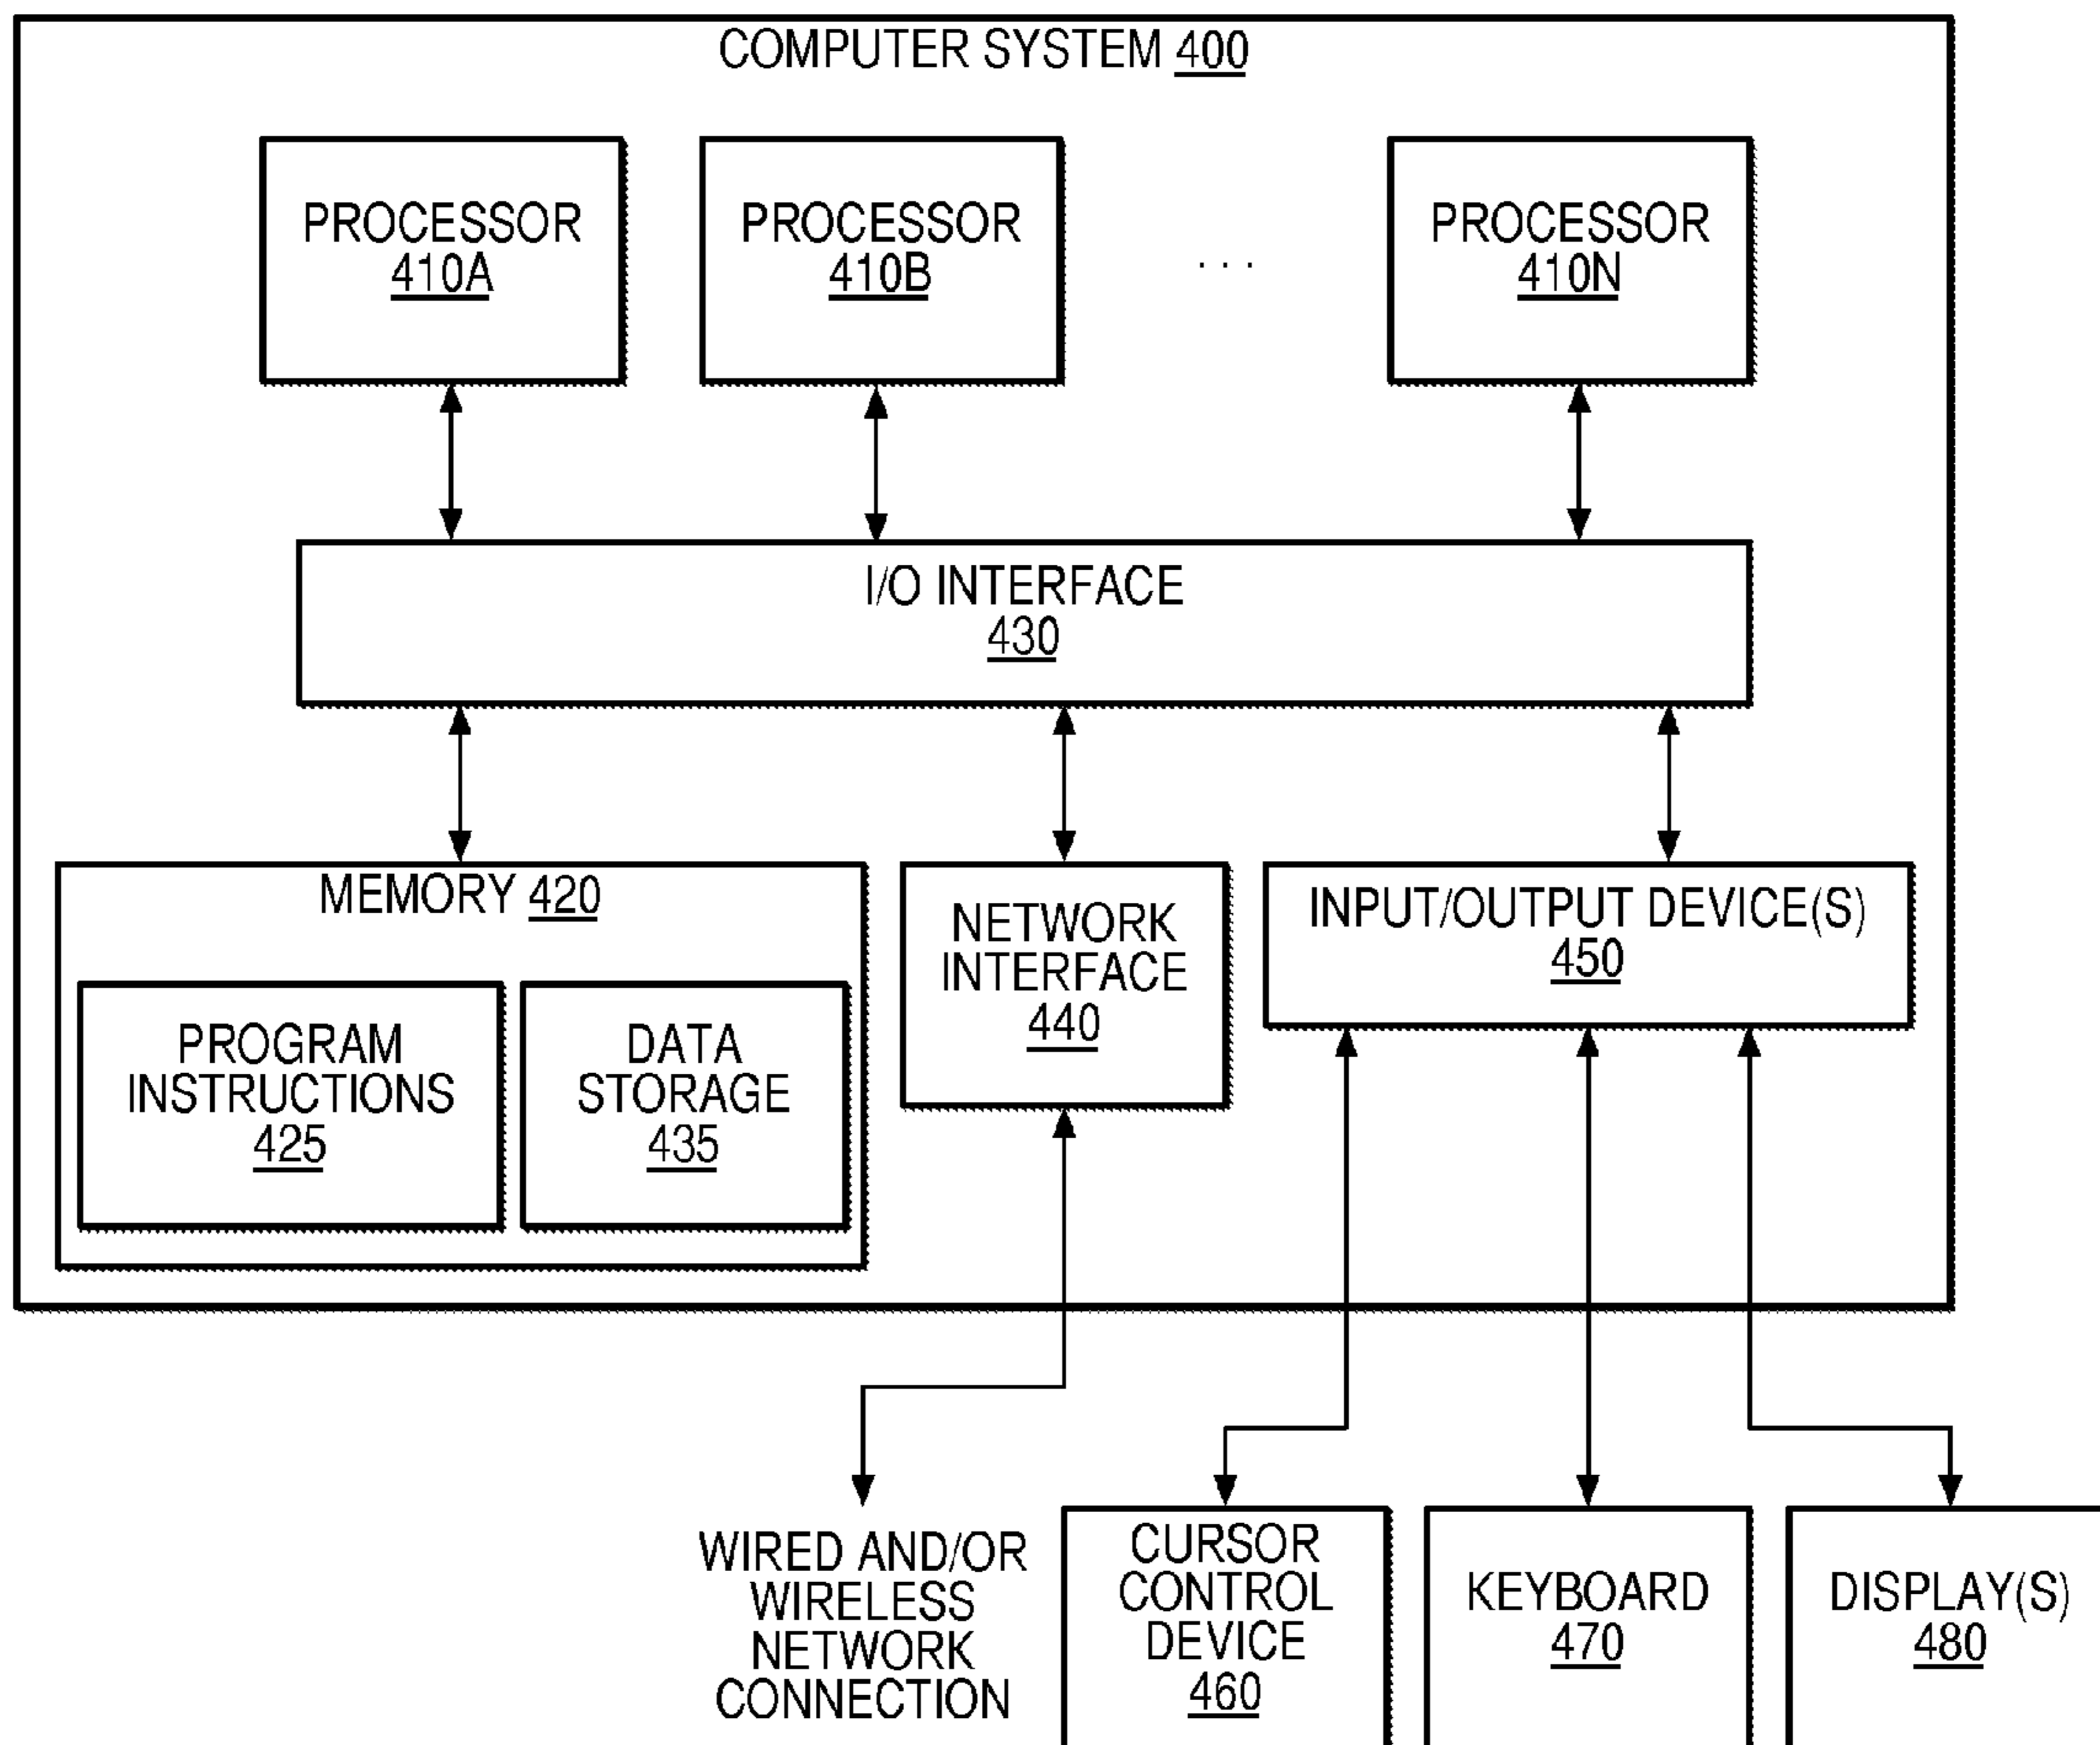 COMPUTER SYSTEM 400
PROCESSOR
410A
PROCESSOR
410B
. . .
PROCESSOR
410N
I/O INTERFACE
430
MEMORY 420
PROGRAM
INSTRUCTIONS
425
DATA
STORAGE
435
NETWORK
INTERFACE
440
INPUT/OUTPUT DEVICE(S)
450
WIRED AND/OR
WIRELESS
NETWORK
CONNECTION
CURSOR
CONTROL
DEVICE
460
KEYBOARD
470
DISPLAY(S)
480